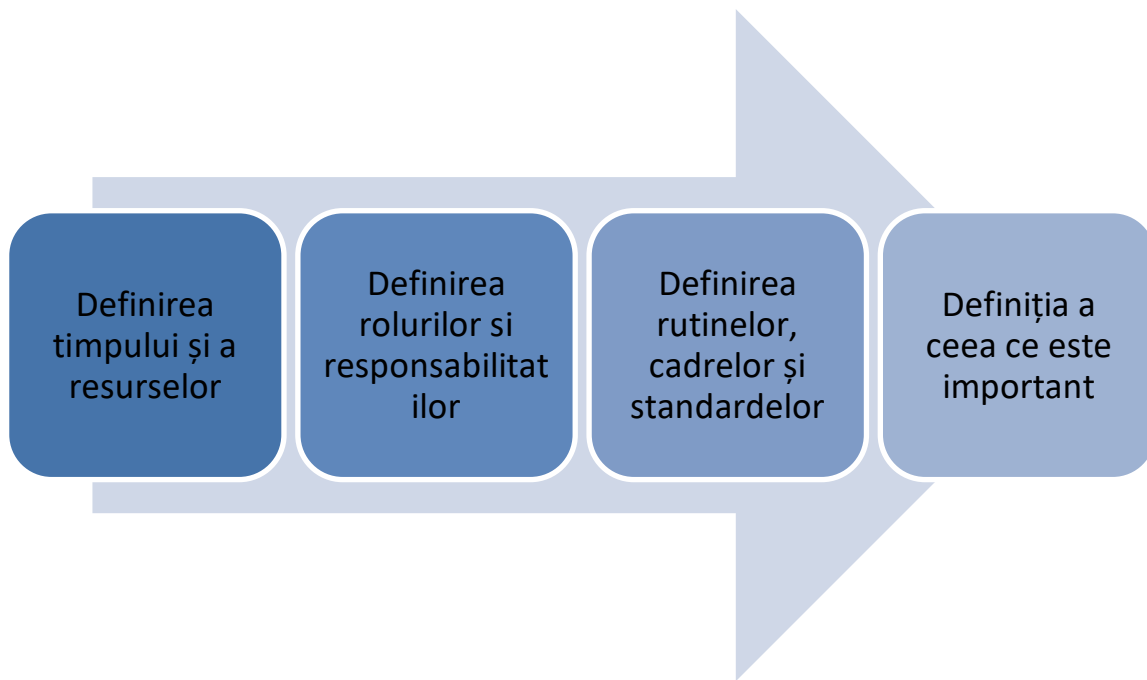 Definirea
timpului și a
resurselor
Definirea
rolurilor si
responsabilitat
ilor
Definirea
rutinelor,
cadrelor și
standardelor
Definiția a
ceea ce este
important